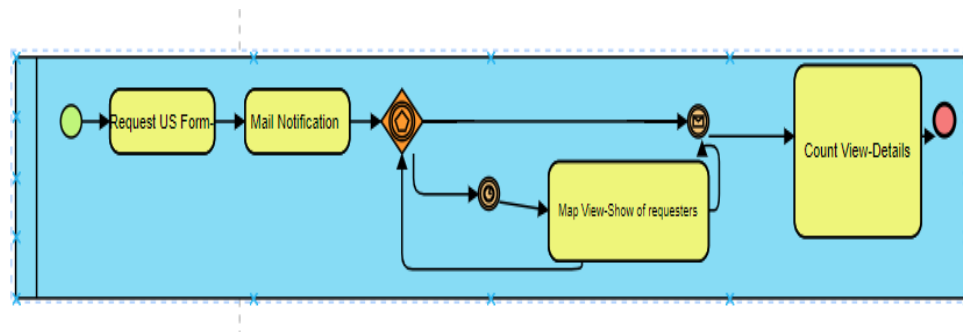 Request US Form-
Mail Notification
Map View-Show of requesters
Count View-Details